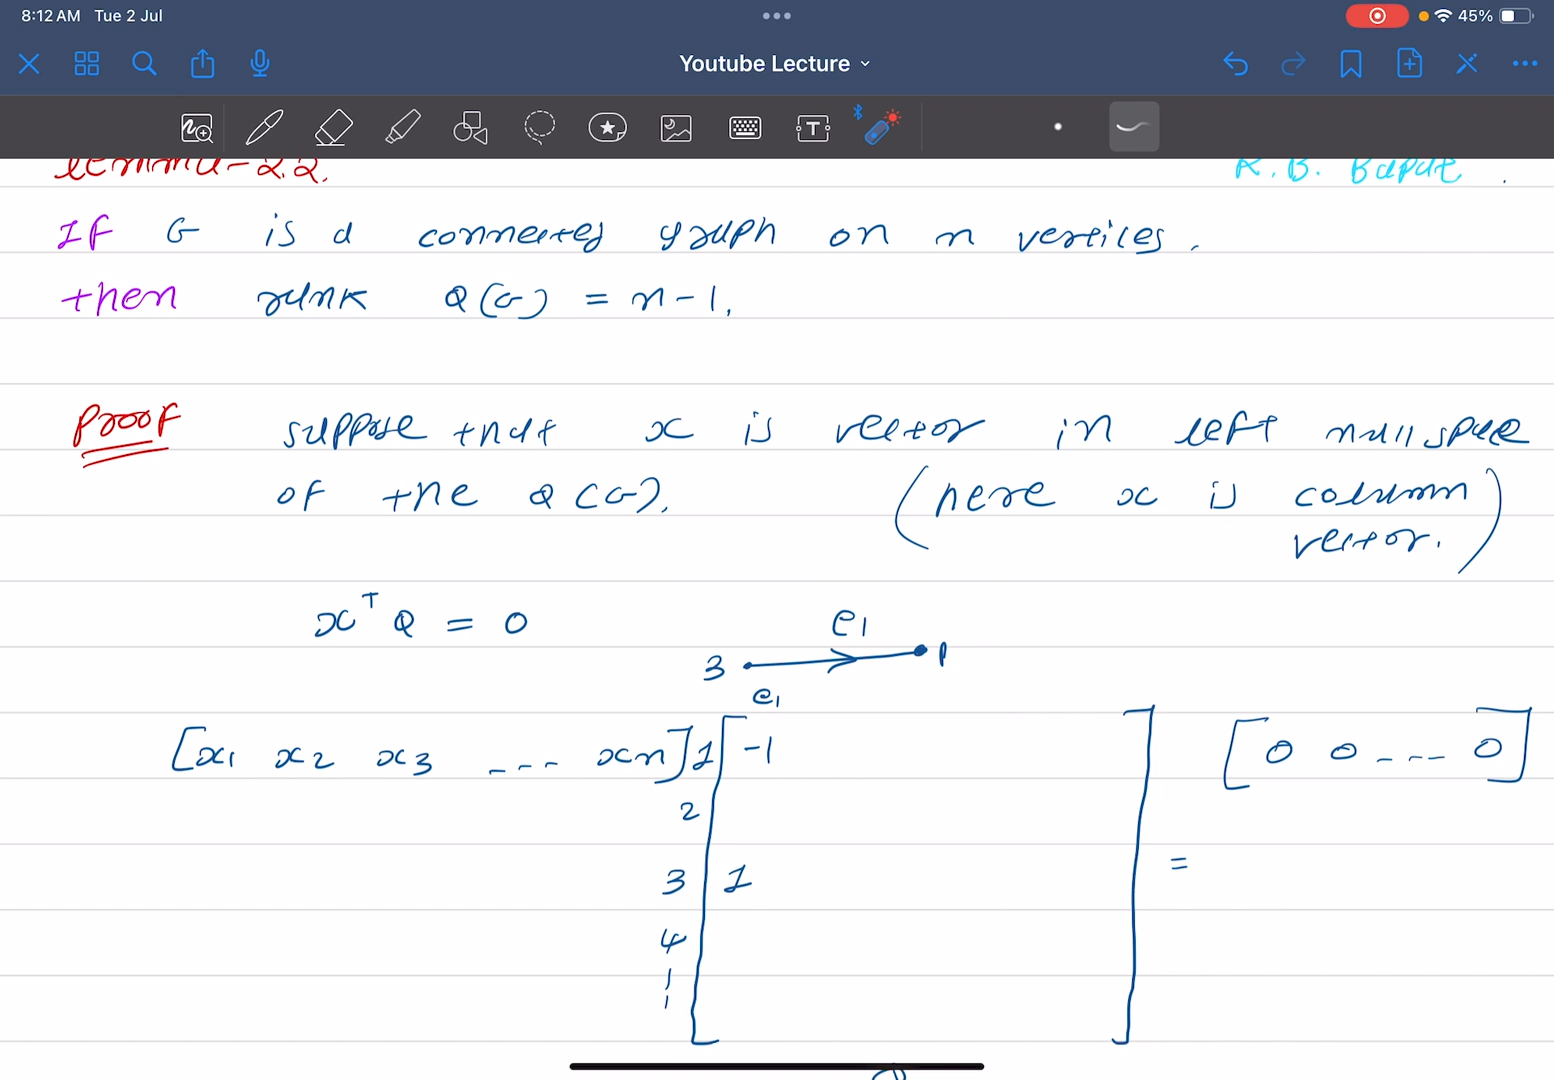 8:12 AM Tue 2 Jul
45%
Youtube Lecture
T
Lemma-2.2.
R. B. Bapat.
If G is a connected graph on n vertices.
then rank Q(G) = n-1.
Proof suppose that x is vector in left null space
of the Q(G). (here x is column
vector.)
xᵀ Q = 0
e₁
3 1
e₁
[x₁ x₂ x₃ --- xn] 1 [-1 ] [0 0 --- 0]
2
3 1 =
4